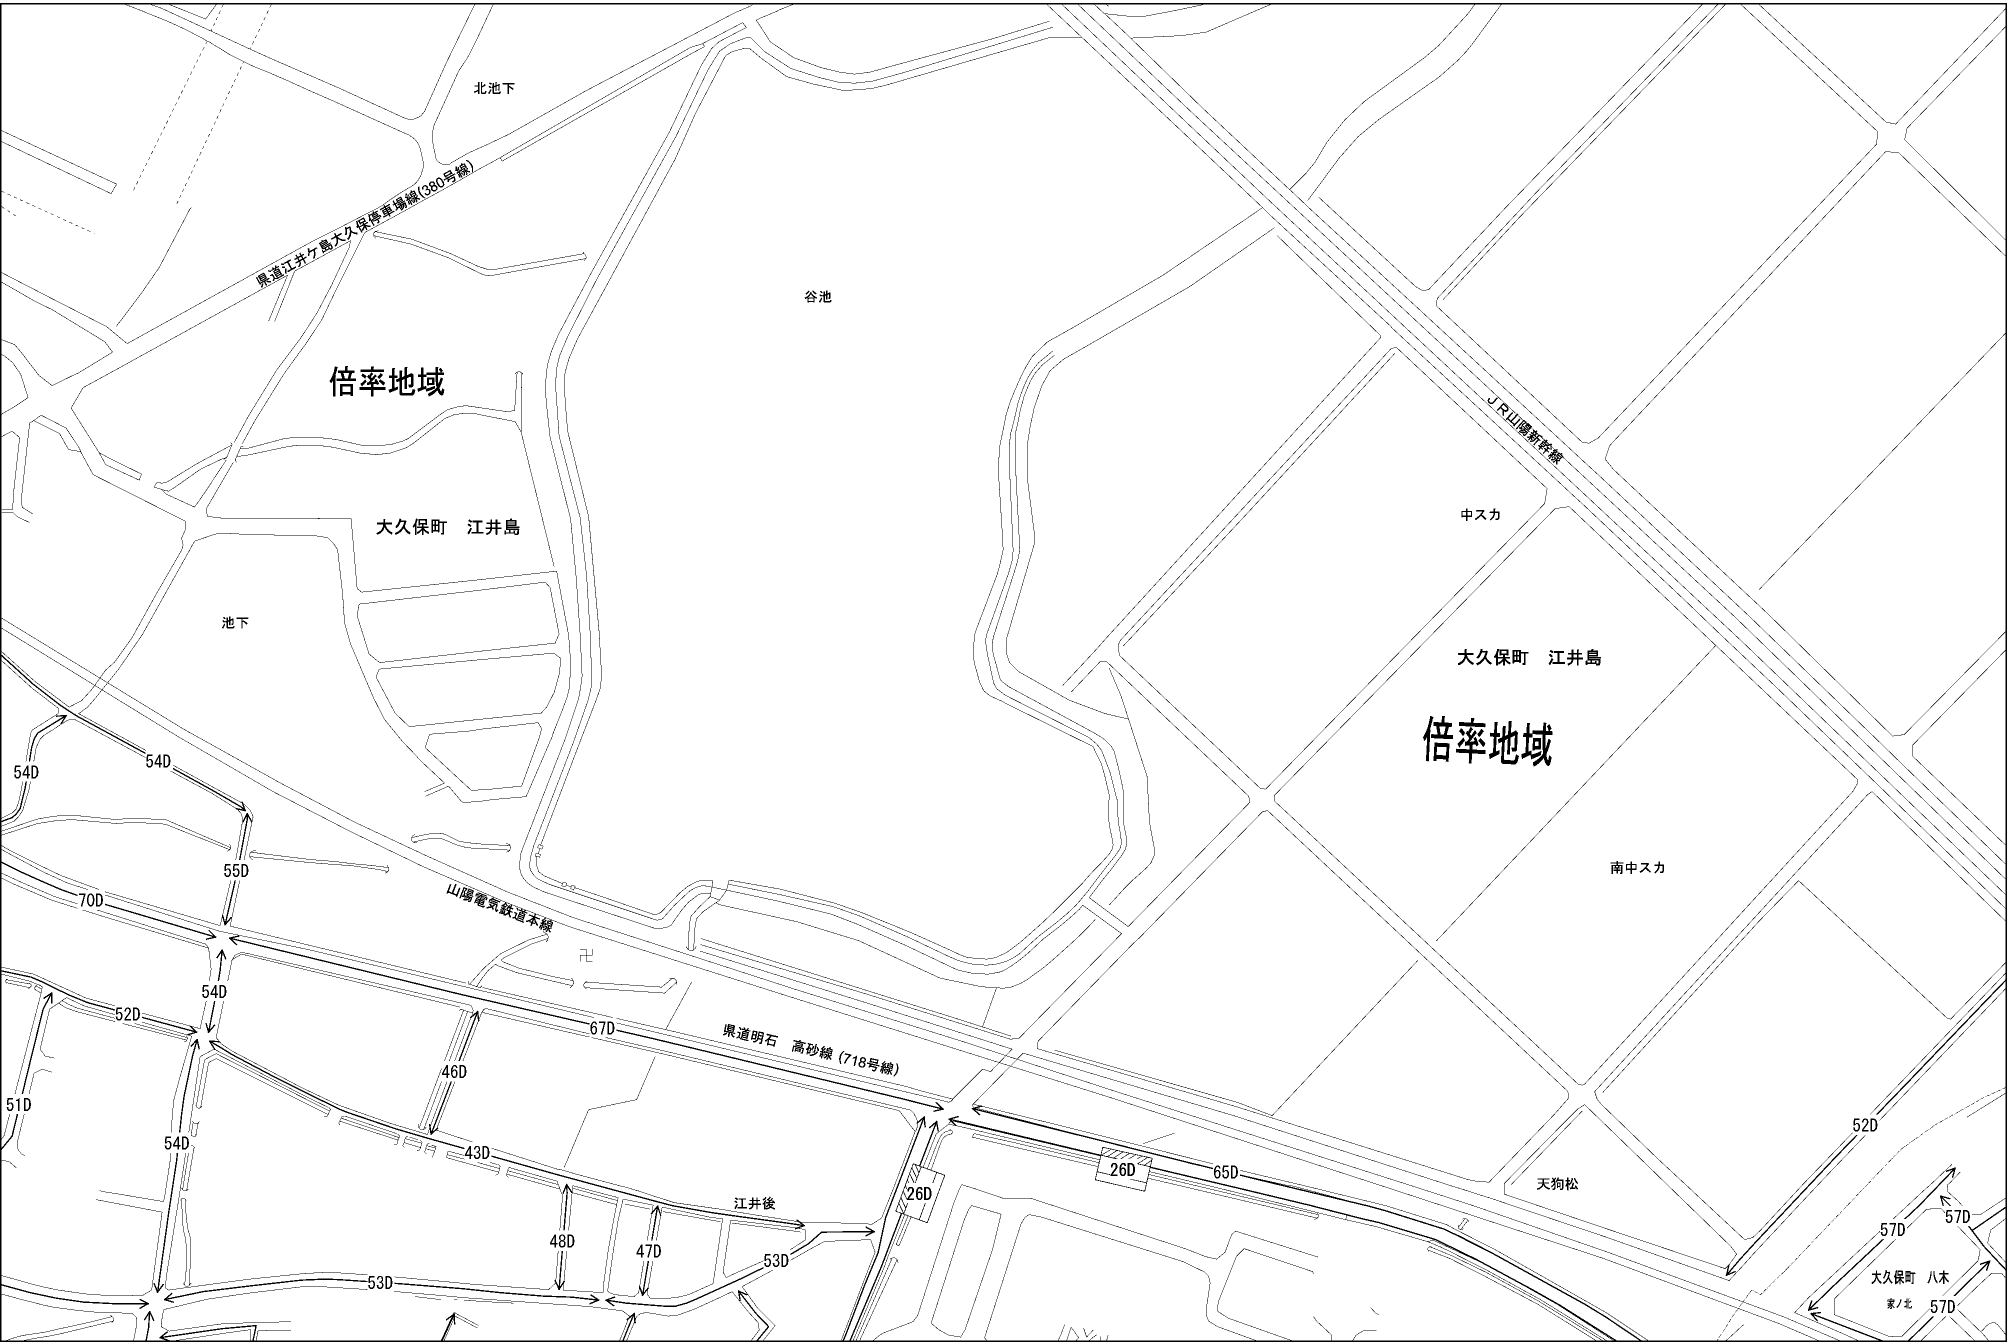 北池下
県道江井ケ島大久保停車場線(380号線)
谷池
倍率地域
JR山陽新幹線
大久保町 江井島
中スカ
池下
大久保町 江井島
倍率地域
54D
54D
55D
南中スカ
70D
山陽電気鉄道本線
卍
54D
52D
67D
県道明石 高砂線(718号線)
46D
51D
54D
43D
52D
26D
65D
26D
天狗松
江井後
57D
57D
48D
47D
53D
53D
大久保町 八木
家ノ北
57D